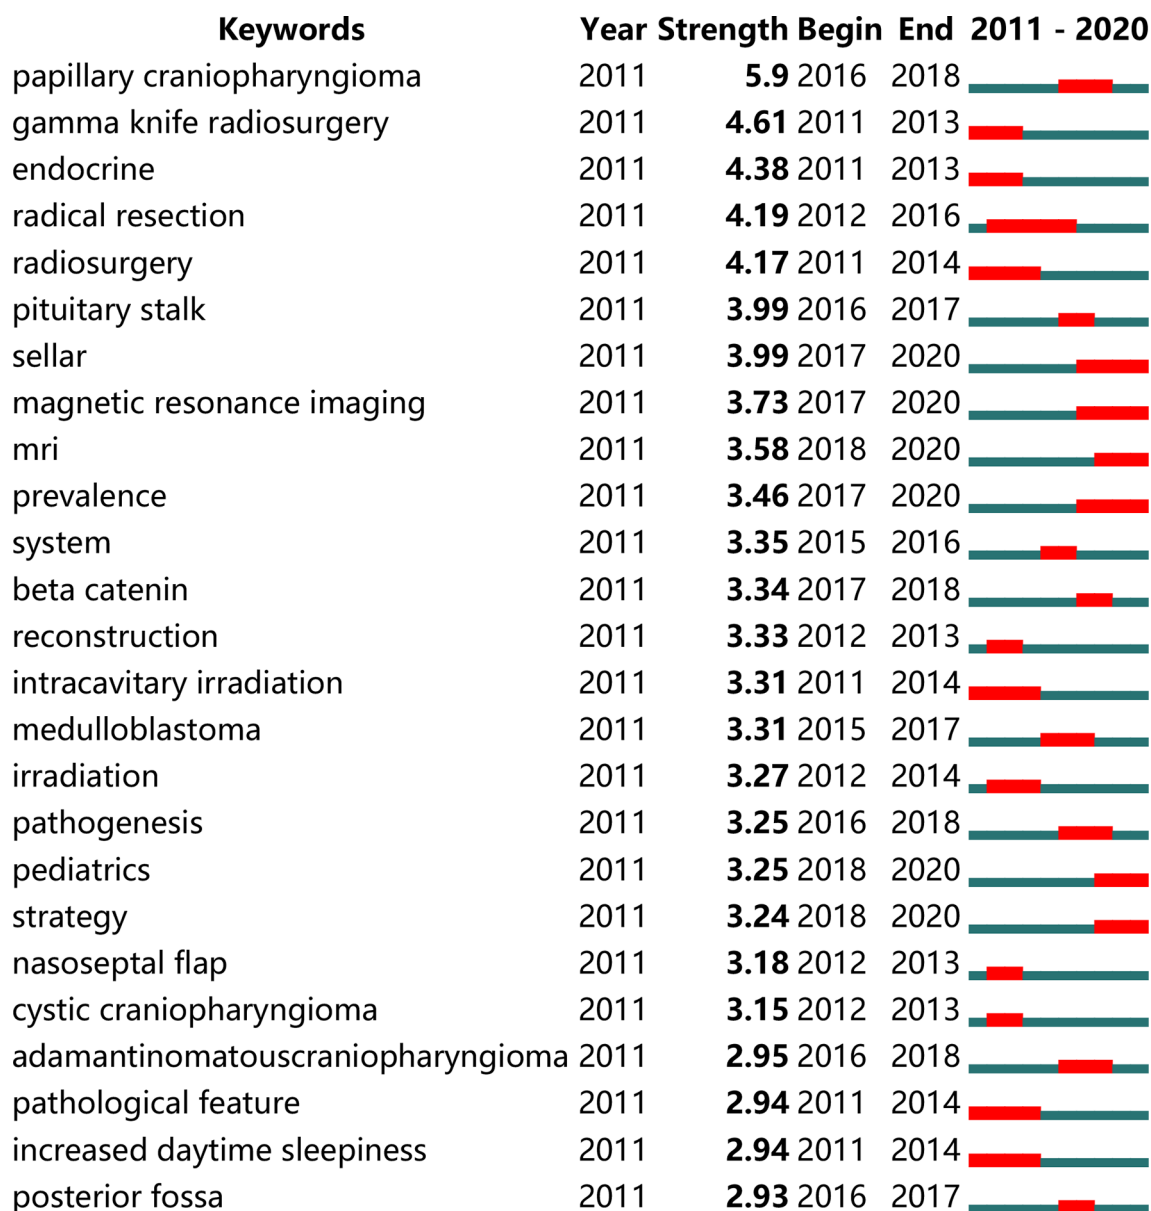 Keywords Year Strength Begin End 2011 - 2020
papillary craniopharyngioma 2011 5.9 2016 2018
gamma knife radiosurgery 2011 4.61 2011 2013
endocrine 2011 4.38 2011 2013
radical resection 2011 4.19 2012 2016
radiosurgery 2011 4.17 2011 2014
pituitary stalk 2011 3.99 2016 2017
sellar 2011 3.99 2017 2020
magnetic resonance imaging 2011 3.73 2017 2020
mri 2011 3.58 2018 2020
prevalence 2011 3.46 2017 2020
system 2011 3.35 2015 2016
beta catenin 2011 3.34 2017 2018
reconstruction 2011 3.33 2012 2013
intracavitary irradiation 2011 3.31 2011 2014
medulloblastoma 2011 3.31 2015 2017
irradiation 2011 3.27 2012 2014
pathogenesis 2011 3.25 2016 2018
pediatrics 2011 3.25 2018 2020
strategy 2011 3.24 2018 2020
nasoseptal flap 2011 3.18 2012 2013
cystic craniopharyngioma 2011 3.15 2012 2013
adamantinomatouscraniopharyngioma 2011 2.95 2016 2018
pathological feature 2011 2.94 2011 2014
increased daytime sleepiness 2011 2.94 2011 2014
posterior fossa 2011 2.93 2016 2017